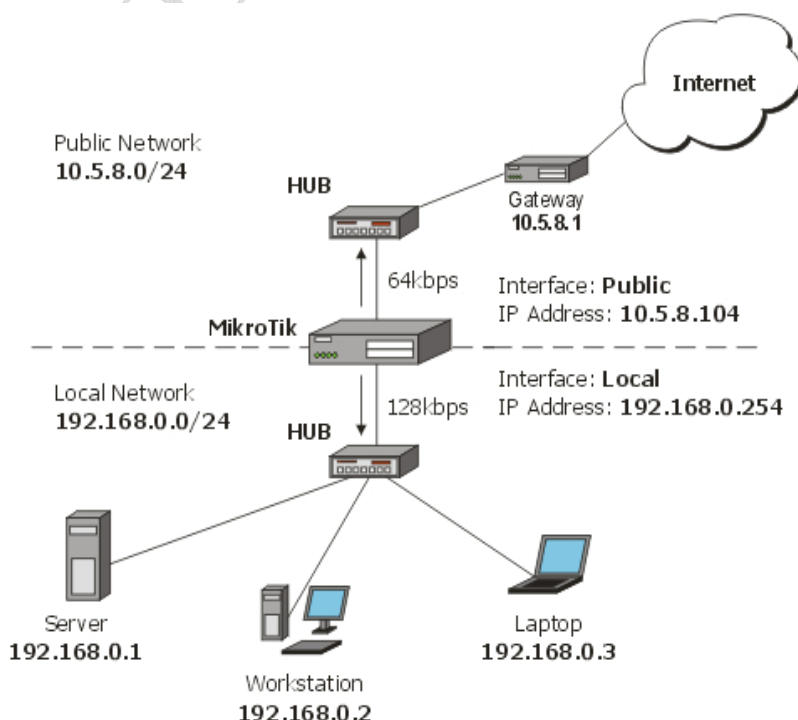 Internet
Public Network
10.5.8.0/24
HUB
Gateway
10.5.8.1
64kbps
Interface: Public
IP Address: 10.5.8.104
MikroTik
Local Network
192.168.0.0/24
128kbps
Interface: Local
IP Address: 192.168.0.254
HUB
Server
192.168.0.1
Workstation
192.168.0.2
Laptop
192.168.0.3